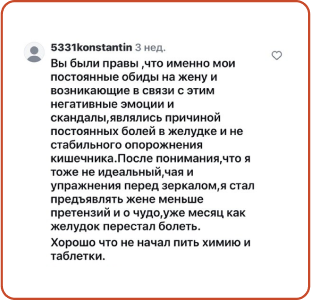 5331konstantin 3 нед.
Вы были правы ,что именно мои
постоянные обиды на жену и
возникающие в связи с этим
негативные эмоции и
скандалы,являлись причиной
постоянных болей в желудке и не
стабильного опорожнения
кишечника.После понимания,что я
тоже не идеальный,чая и
упражнения перед зеркалом,я стал
предъявлять жене меньше
претензий и о чудо,уже месяц как
желудок перестал болеть.
Хорошо что не начал пить химию и
таблетки.